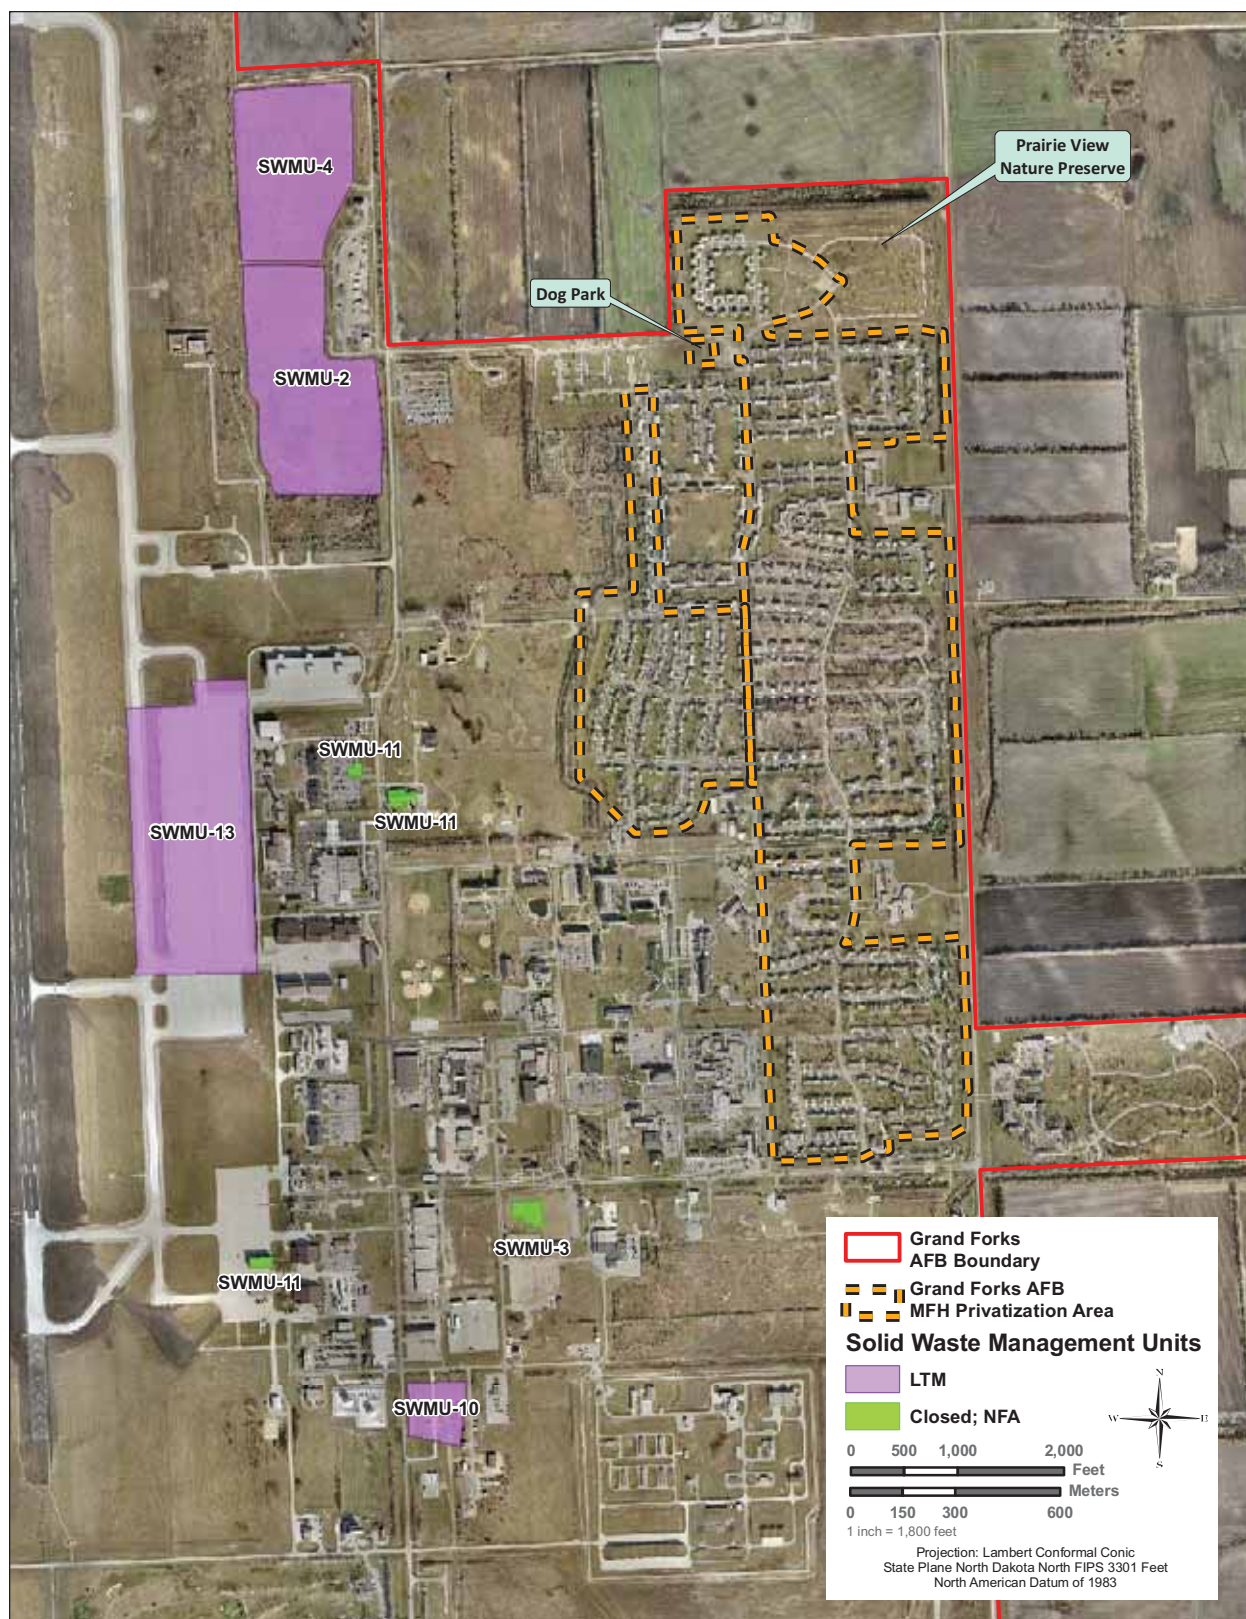 Prairie View
Nature Preserve
SWMU-4
Dog Park
SWMU-2
SWMU-11
SWMU-11
SWMU-13
SWMU-3
SWMU-11
SWMU-10
Grand Forks
AFB Boundary
Grand Forks AFB
MFH Privatization Area
Solid Waste Management Units
LTM
Closed; NFA
N
W
E
S
0 500 1,000 2,000
Feet
Meters
0 150 300 600
1 inch = 1,800 feet
Projection: Lambert Conformal Conic
State Plane North Dakota North FIPS 3301 Feet
North American Datum of 1983